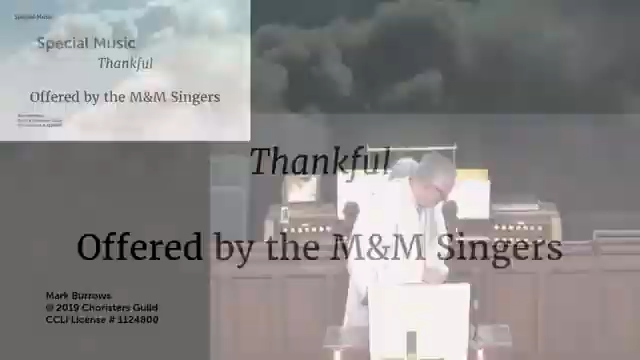 Special Music
Special Music
Thankful
Offered by the M&M Singers
Thankful
Offered by the M&M Singers
Mark Burrows
© 2019 Choristers Guild
CCLI License # 1124800